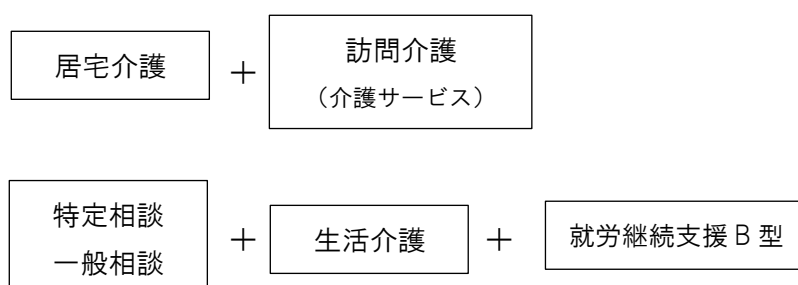 居宅介護 + 訪問介護
(介護サービス)
特定相談
一般相談 + 生活介護 + 就労継続支援B型